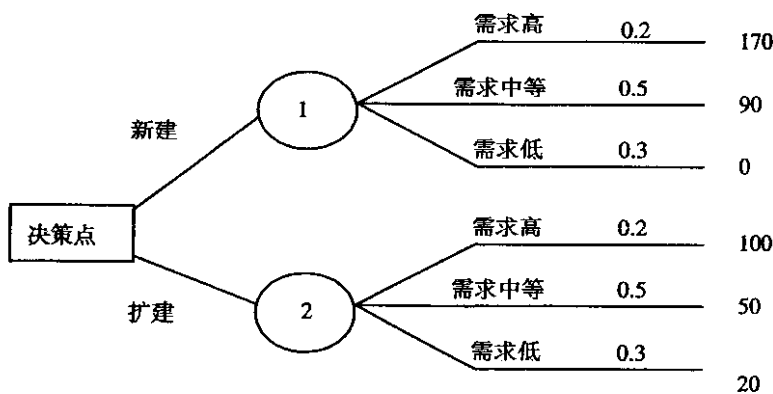 需求高 0.2 170
需求中等 0.5 90
1
新建
需求低 0.3 0
决策点
需求高 0.2 100
需求中等 0.5 50
扩建
2
需求低 0.3 20